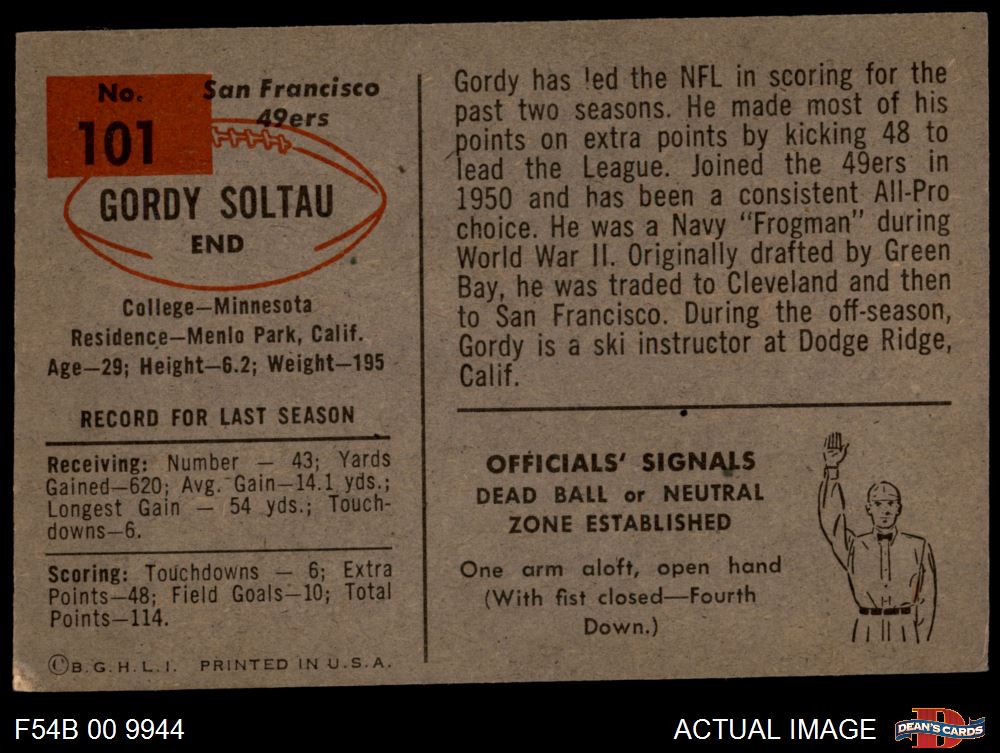 No.
101
San Francisco
49ers
GORDY SOLTAU
END
College—Minnesota
Residence—Menlo Park, Calif.
Age—29; Height—6.2; Weight—195
RECORD FOR LAST SEASON
Receiving: Number — 43; Yards
Gained—620; Avg. Gain—14.1 yds.;
Longest Gain — 54 yds.; Touch-
downs—6.
Scoring: Touchdowns — 6; Extra
Points—48; Field Goals—10; Total
Points—114.
©B.G.H.L.I. PRINTED IN U.S.A.
Gordy has led the NFL in scoring for the
past two seasons. He made most of his
points on extra points by kicking 48 to
lead the League. Joined the 49ers in
1950 and has been a consistent All-Pro
choice. He was a Navy “Frogman” during
World War II. Originally drafted by Green
Bay, he was traded to Cleveland and then
to San Francisco. During the off-season,
Gordy is a ski instructor at Dodge Ridge,
Calif.
OFFICIALS’ SIGNALS
DEAD BALL or NEUTRAL
ZONE ESTABLISHED
One arm aloft, open hand
(With fist closed—Fourth
Down.)
F54B 00 9944
ACTUAL IMAGE
D
DEAN'S CARDS